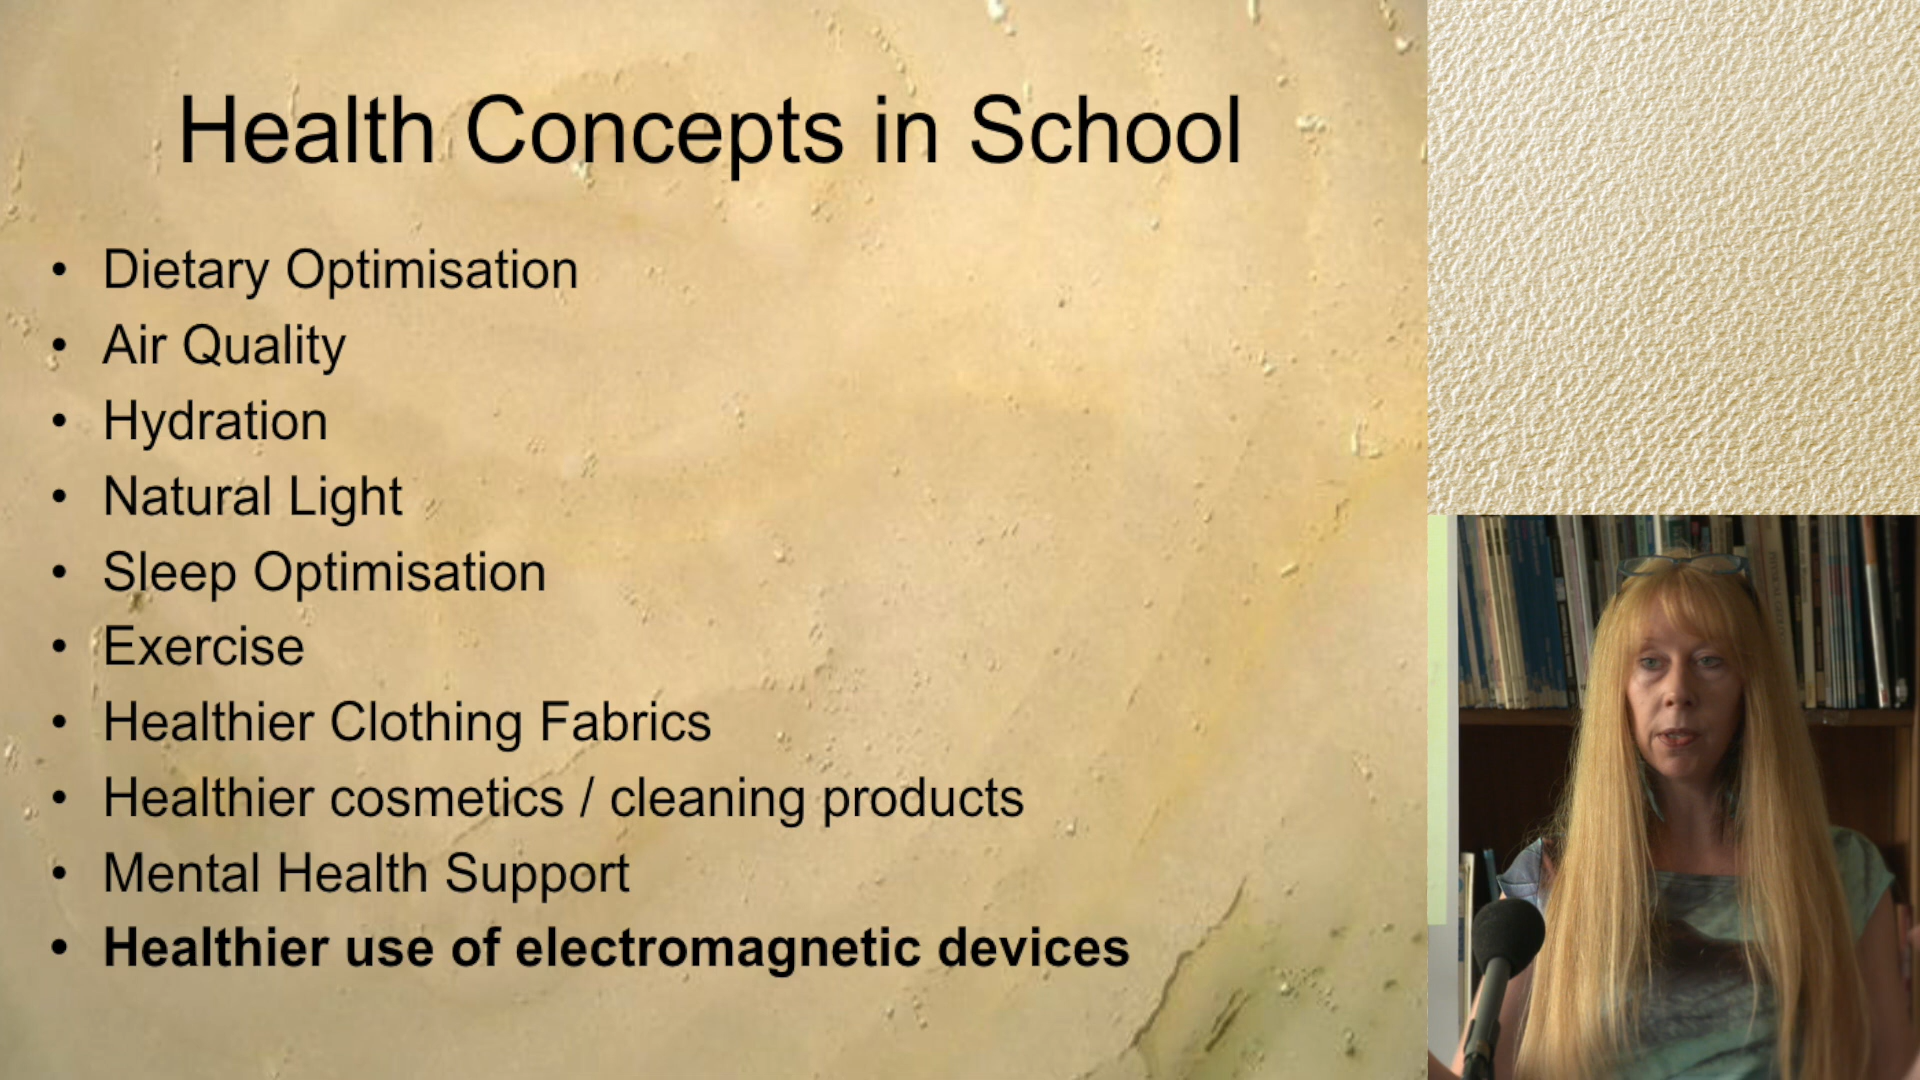 Health Concepts in School
• Dietary Optimisation
• Air Quality
• Hydration
• Natural Light
• Sleep Optimisation
• Exercise
• Healthier Clothing Fabrics
• Healthier cosmetics / cleaning products
• Mental Health Support
• Healthier use of electromagnetic devices